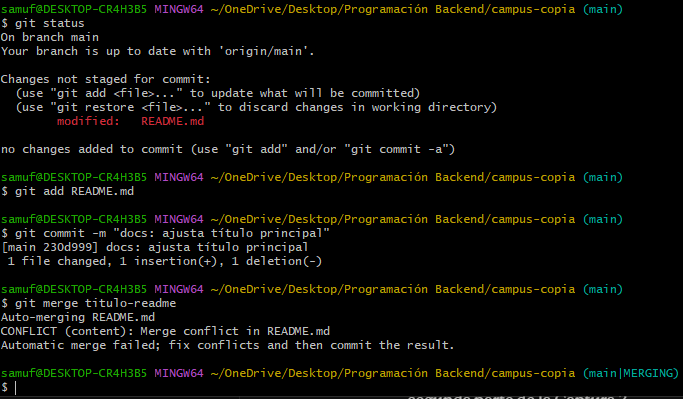 samuf@DESKTOP-CR4H3B5 MINGW64 ~/OneDrive/Desktop/Programación Backend/campus-copia (main)
$ git status
On branch main
Your branch is up to date with 'origin/main'.
Changes not staged for commit:
(use "git add <file>..." to update what will be committed)
(use "git restore <file>..." to discard changes in working directory)
modified:   README.md
no changes added to commit (use "git add" and/or "git commit -a")
samuf@DESKTOP-CR4H3B5 MINGW64 ~/OneDrive/Desktop/Programación Backend/campus-copia (main)
$ git add README.md
samuf@DESKTOP-CR4H3B5 MINGW64 ~/OneDrive/Desktop/Programación Backend/campus-copia (main)
$ git commit -m "docs: ajusta título principal"
[main 230d999] docs: ajusta título principal
1 file changed, 1 insertion(+), 1 deletion(-)
samuf@DESKTOP-CR4H3B5 MINGW64 ~/OneDrive/Desktop/Programación Backend/campus-copia (main)
$ git merge titulo-readme
Auto-merging README.md
CONFLICT (content): Merge conflict in README.md
Automatic merge failed; fix conflicts and then commit the result.
samuf@DESKTOP-CR4H3B5 MINGW64 ~/OneDrive/Desktop/Programación Backend/campus-copia (main|MERGING)
$